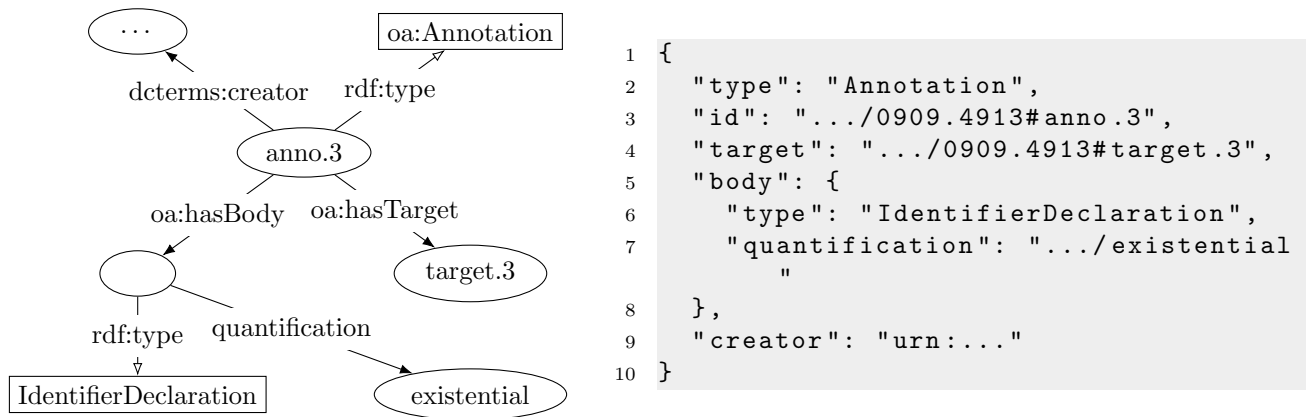 ...
oa:Annotation
dcterms:creator
rdf:type
anno.3
oa:hasBody
oa:hasTarget
target.3
rdf:type
quantification
IdentifierDeclaration
existential
1 {
2 "type": "Annotation",
3 "id": ".../0909.4913#anno.3",
4 "target": ".../0909.4913#target.3",
5 "body": {
6 "type": "IdentifierDeclaration",
7 "quantification": ".../existential
"
8 },
9 "creator": "urn:..."
10 }